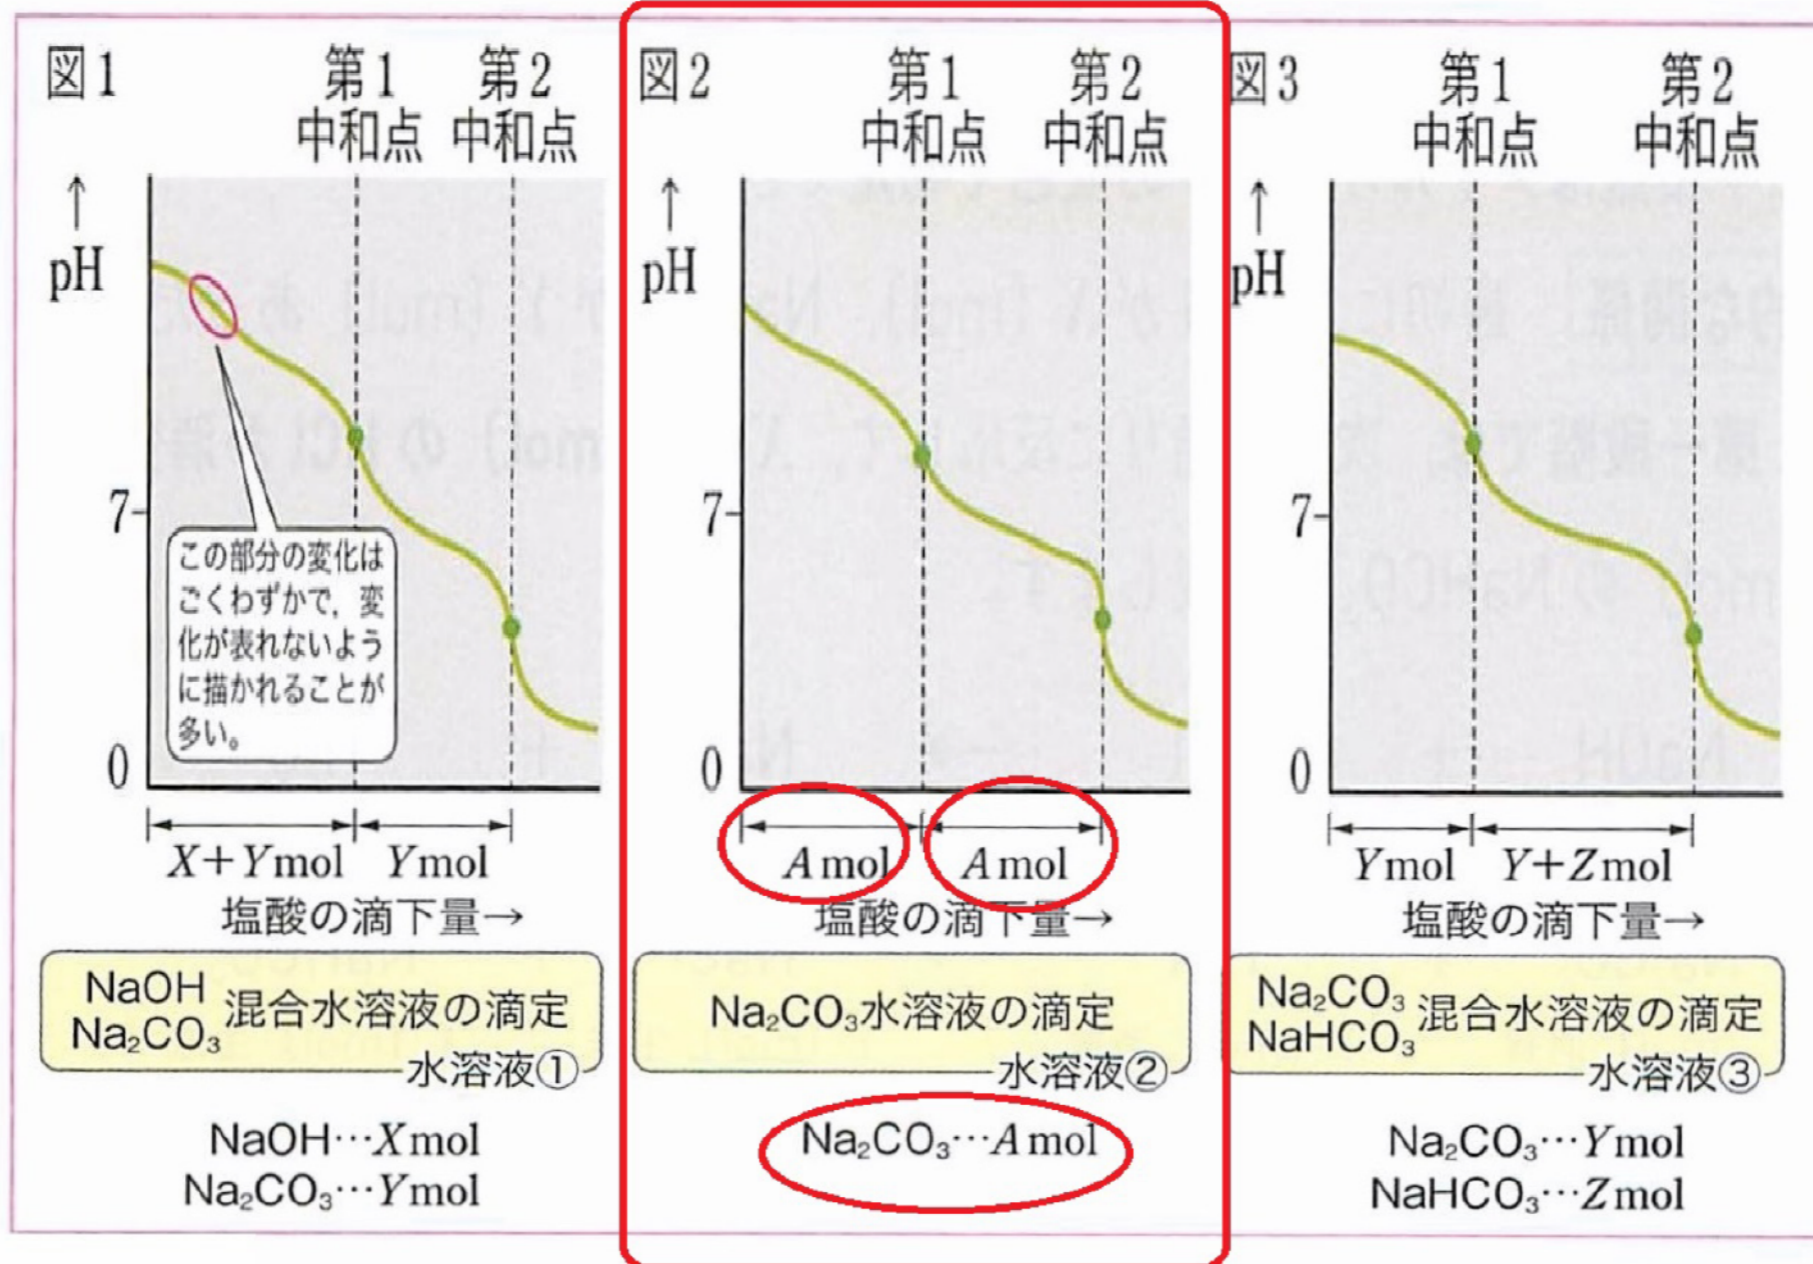 図1
第1
中和点
第2
中和点
↑
pH
7
0
この部分の変化は
ごくわずかで，変
化が表れないよう
に描かれることが
多い。
X+Ymol
Ymol
塩酸の滴下量→
NaOH
Na₂CO₃
混合水溶液の滴定
水溶液①
NaOH…Xmol
Na₂CO₃…Ymol
図2
第1
中和点
第2
中和点
↑
pH
7
0
Amol
Amol
塩酸の滴下量→
Na₂CO₃水溶液の滴定
水溶液②
Na₂CO₃…Amol
図3
第1
中和点
第2
中和点
↑
pH
7
0
Ymol
Y+Zmol
塩酸の滴下量→
Na₂CO₃
NaHCO₃
混合水溶液の滴定
水溶液③
Na₂CO₃…Ymol
NaHCO₃…Zmol